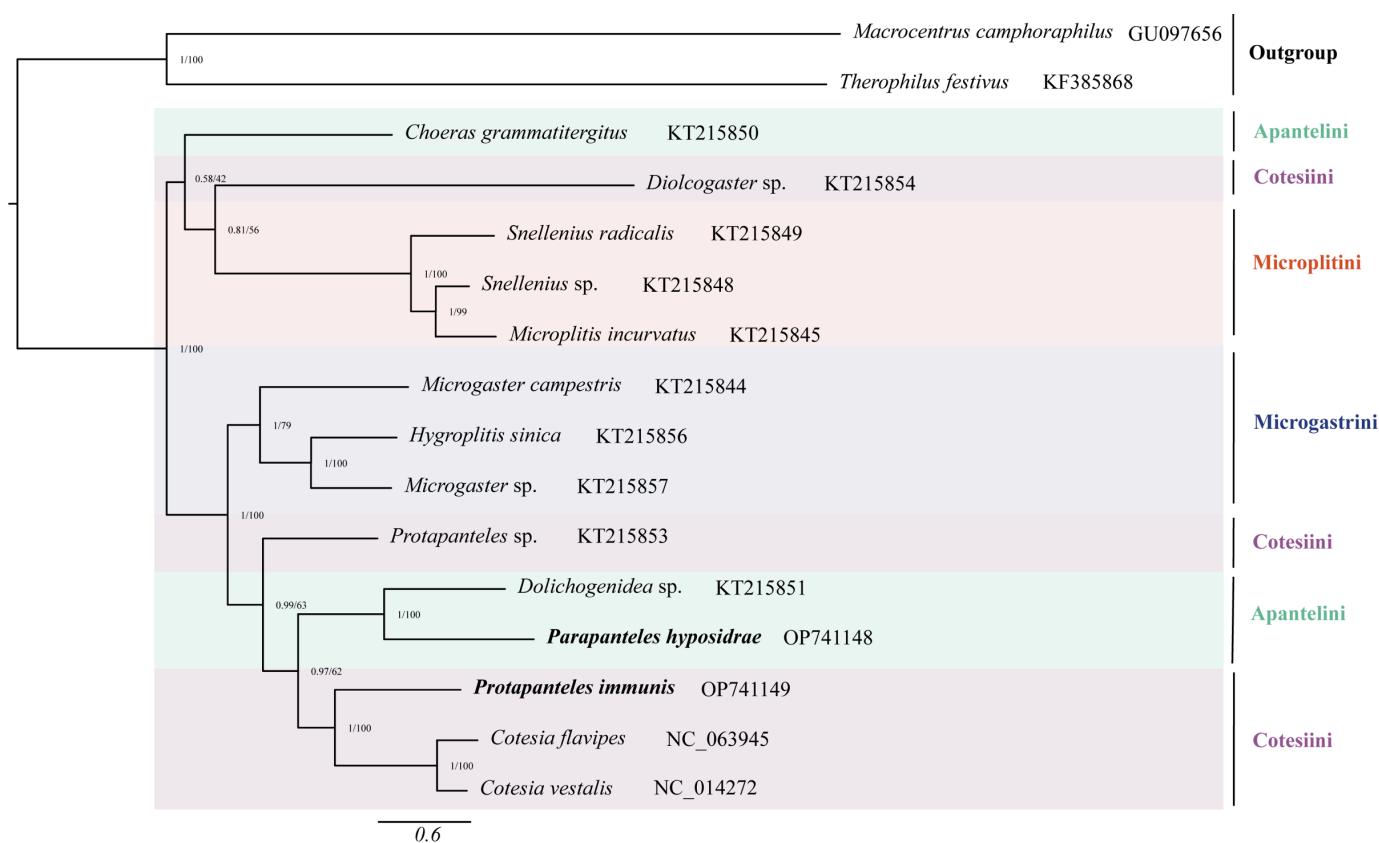 Macrocentrus camphoraphilus GU097656
Outgroup
1/100
Therophilus festivus KF385868
Choeras grammatitergitus KT215850
Apantelini
0.58/42
Diolcogaster sp. KT215854
Cotesiini
0.81/56
Snellenius radicalis KT215849
Microplitini
1/100
Snellenius sp. KT215848
1/99
Microplitis incurvatus KT215845
1/100
Microgaster campestris KT215844
Microgastrini
1/79
Hygroplitis sinica KT215856
1/100
Microgaster sp. KT215857
1/100
Protapanteles sp. KT215853
Cotesiini
0.99/63
Dolichogenidea sp. KT215851
Apantelini
1/100
Parapanteles hyposidrae OP741148
0.97/62
Protapanteles immunis OP741149
1/100
Cotesia flavipes NC_063945
Cotesiini
1/100
Cotesia vestalis NC_014272
0.6